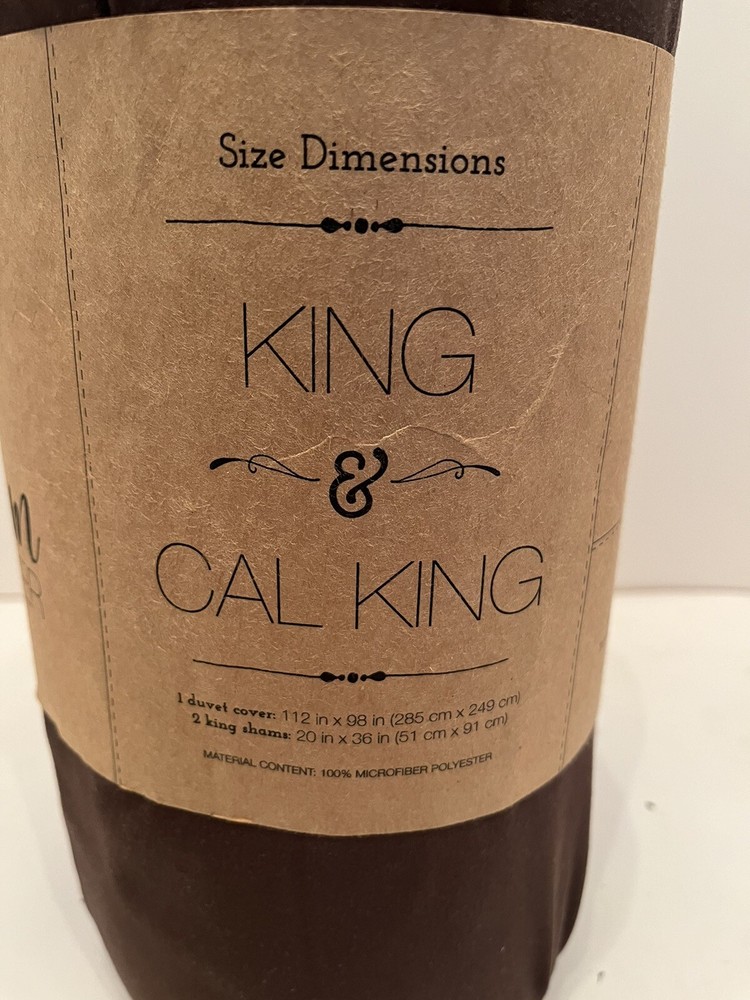 Size Dimensions
KING
&
CAL KING
1 duvet cover: 112 in x 98 in (285 cm x 249 cm)
2 king shams: 20 in x 36 in (51 cm x 91 cm)
MATERIAL CONTENT: 100% MICROFIBER POLYESTER